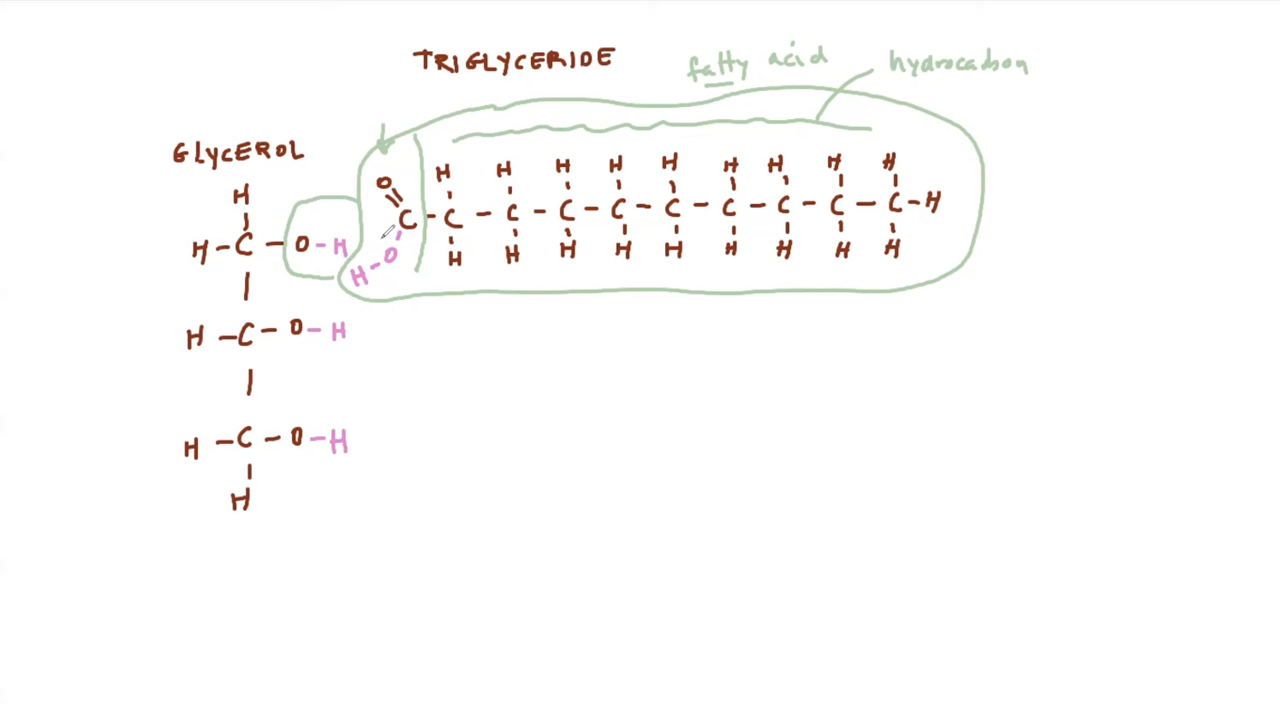 TRIGLYCERIDE
fatty acid
hydrocarbon
GLYCEROL
H H H H H H H H H
O
H
C - C - C - C - C - C - C - C - C - C - H
H - C - O - H
O
H
H H H H H H H H H
H - C - O - H
H - C - O - H
H